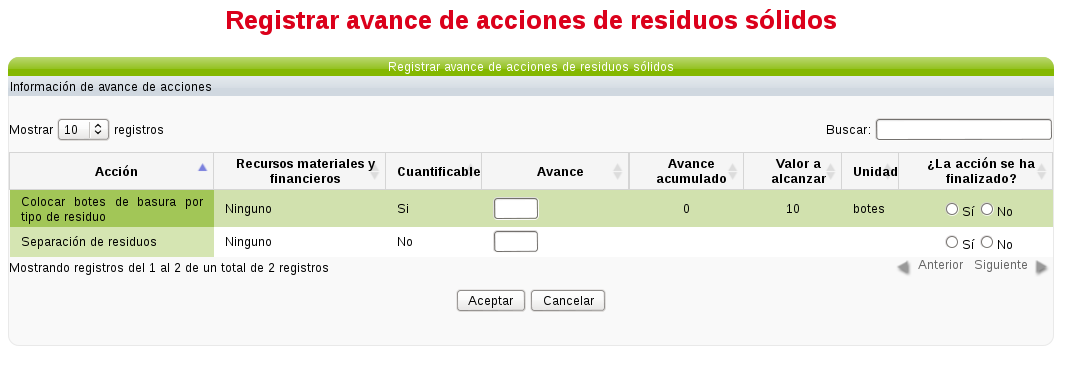 Registrar avance de acciones de residuos sólidos
Registrar avance de acciones de residuos sólidos
Información de avance de acciones
Mostrar 10 registros Buscar:
Acción Recursos materiales y financieros Cuantificable Avance Avance acumulado Valor a alcanzar Unidad ¿La acción se ha finalizado?
Colocar botes de basura por tipo de residuo Ninguno Si 0 10 botes Sí No
Separación de residuos Ninguno No Sí No
Mostrando registros del 1 al 2 de un total de 2 registros Anterior Siguiente
Aceptar Cancelar